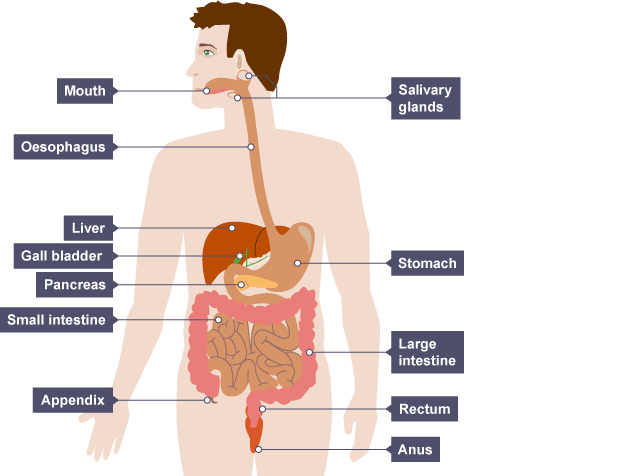 Mouth
Oesophagus
Liver
Gall bladder
Pancreas
Small intestine
Appendix
Salivary
glands
Stomach
Large
intestine
Rectum
Anus